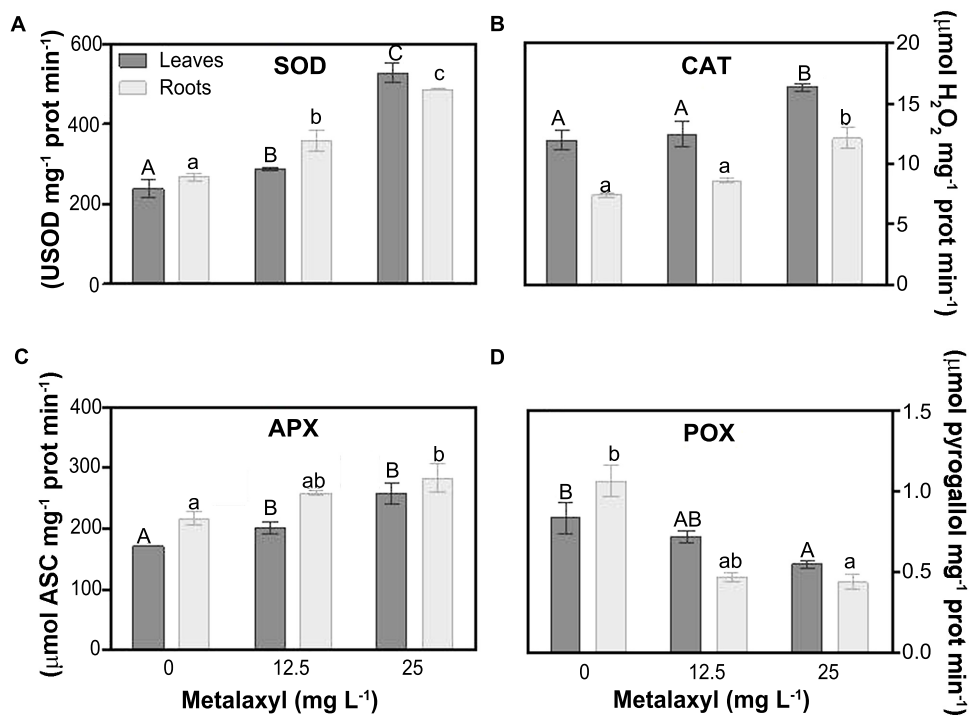 A
(USOD mg⁻¹ prot min⁻¹)
600
400
200
0
Leaves
Roots
SOD
A
a
B
b
C
c
B
CAT
A
a
A
a
B
b
20
15
10
5
0
(μmol H₂O₂ mg⁻¹ prot min⁻¹)
C
(μmol ASC mg⁻¹ prot min⁻¹)
400
300
200
100
0
APX
A
a
B
ab
B
b
0
12.5
25
Metalaxyl (mg L⁻¹)
D
POX
B
b
AB
ab
A
a
1.5
1.0
0.5
0.0
(μmol pyrogallol mg⁻¹ prot min⁻¹)
0
12.5
25
Metalaxyl (mg L⁻¹)